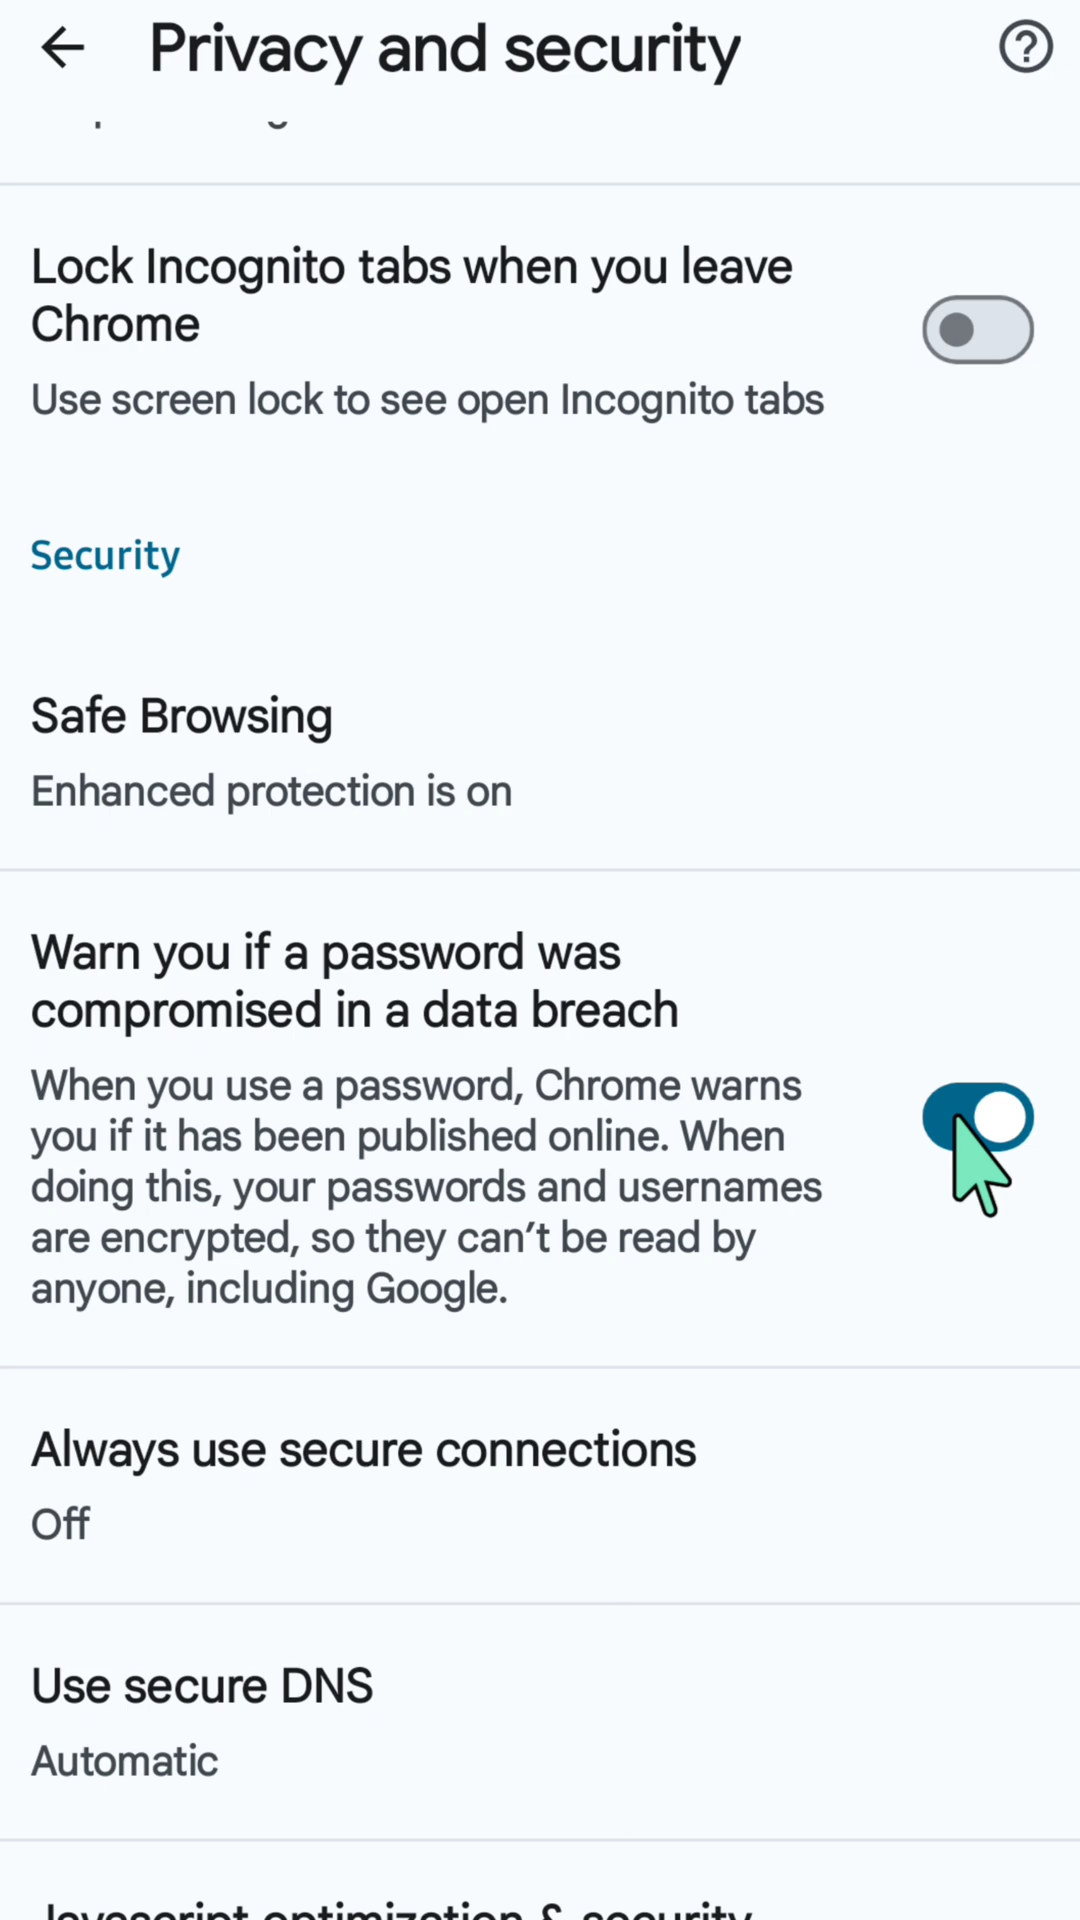 Privacy and security
Lock Incognito tabs when you leave
Chrome
Use screen lock to see open Incognito tabs
Security
Safe Browsing
Enhanced protection is on
Warn you if a password was
compromised in a data breach
When you use a password, Chrome warns
you if it has been published online. When
doing this, your passwords and usernames
are encrypted, so they can’t be read by
anyone, including Google.
Always use secure connections
Off
Use secure DNS
Automatic
Javascript optimization & security